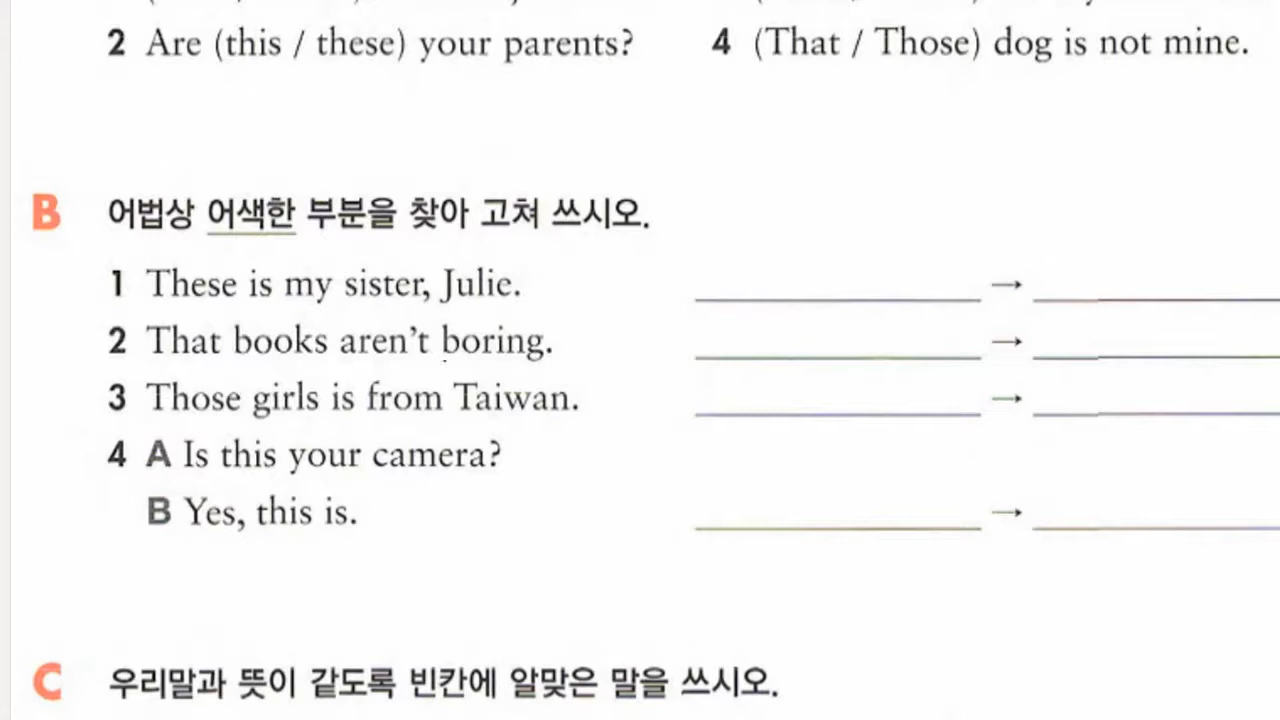 2 Are (this / these) your parents?
4 (That / Those) dog is not mine.
B 어법상 어색한 부분을 찾아 고쳐 쓰시오.
1 These is my sister, Julie. →
2 That books aren't boring. →
3 Those girls is from Taiwan. →
4 A Is this your camera?
B Yes, this is. →
C 우리말과 뜻이 같도록 빈칸에 알맞은 말을 쓰시오.